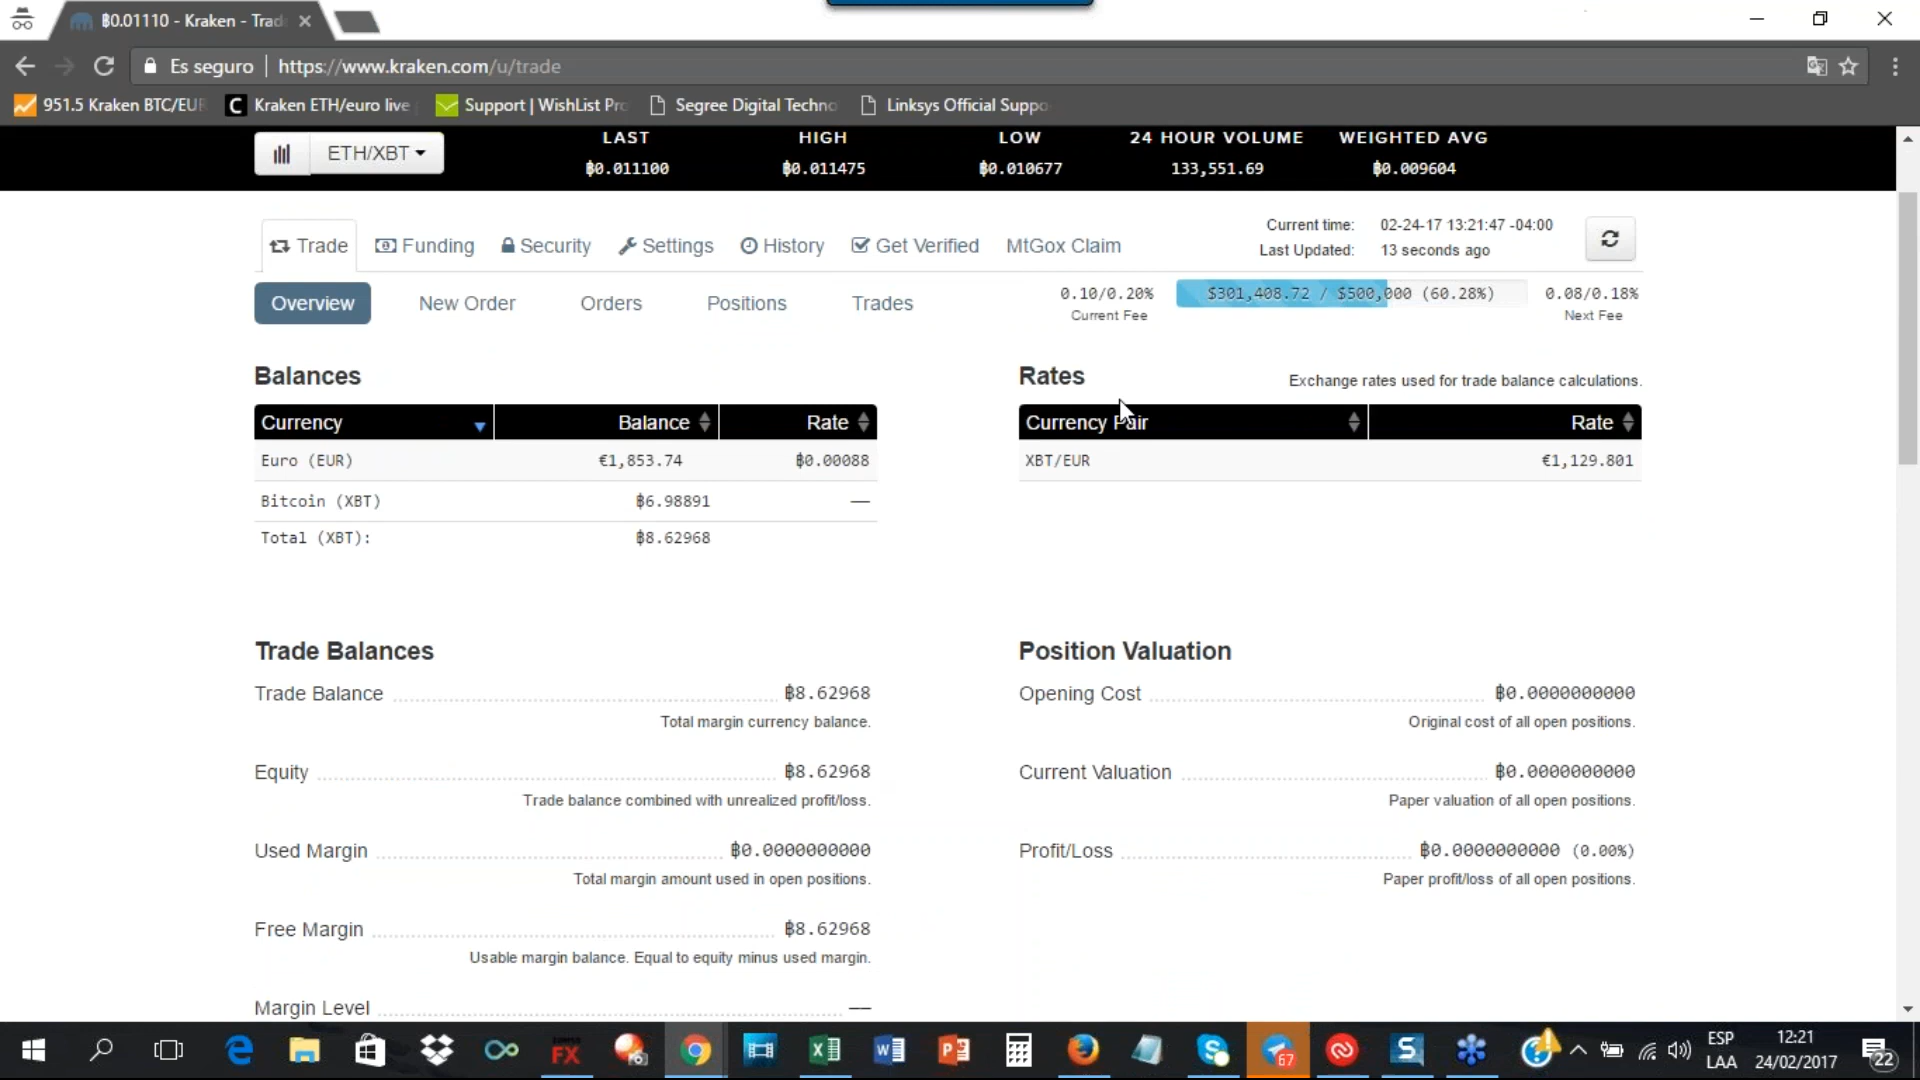 ฿0.01110 - Kraken - Trad
Es seguro | https://www.kraken.com/u/trade
951.5 Kraken BTC/EUR
Kraken ETH/euro live
Support | WishList Pro
Segree Digital Techno
Linksys Official Suppo
ETH/XBT
LAST HIGH LOW 24 HOUR VOLUME WEIGHTED AVG
฿0.011100 ฿0.011475 ฿0.010677 133,551.69 ฿0.009604
Trade Funding Security Settings History Get Verified MtGox Claim
Current time: 02-24-17 13:21:47 -04:00
Last Updated: 13 seconds ago
Overview New Order Orders Positions Trades
0.10/0.20% $301,408.72 / $500,000 (60.28%) 0.08/0.18%
Current Fee Next Fee
Balances
Currency Balance Rate
Euro (EUR) €1,853.74 ฿0.00088
Bitcoin (XBT) ฿6.98891 —
Total (XBT): ฿8.62968
Rates Exchange rates used for trade balance calculations.
Currency Pair Rate
XBT/EUR €1,129.801
Trade Balances
Trade Balance ฿8.62968
Total margin currency balance.
Equity ฿8.62968
Trade balance combined with unrealized profit/loss.
Used Margin ฿0.0000000000
Total margin amount used in open positions.
Free Margin ฿8.62968
Usable margin balance. Equal to equity minus used margin.
Margin Level —
Position Valuation
Opening Cost ฿0.0000000000
Original cost of all open positions.
Current Valuation ฿0.0000000000
Paper valuation of all open positions.
Profit/Loss ฿0.0000000000 (0.00%)
Paper profit/loss of all open positions.
FX
67
ESP
LAA
12:21
24/02/2017
22